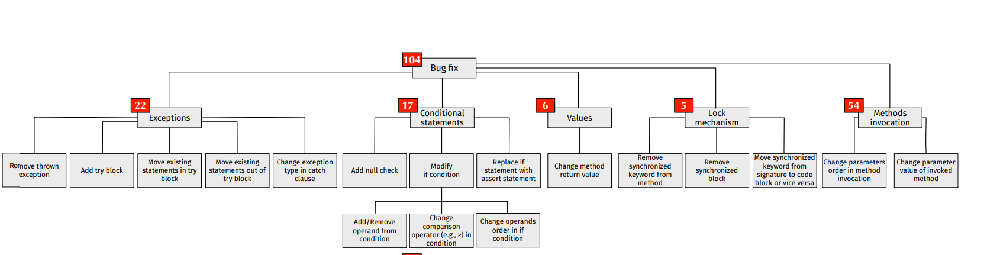 104
Bug fix
22
Exceptions
17
Conditional
statements
6
Values
5
Lock
mechanism
54
Methods
invocation
Remove thrown
exception
Add try block
Move existing
statements in try
block
Move existing
statements out of
try block
Change exception
type in catch
clause
Add null check
Modify
if condition
Replace if
statement with
assert statement
Change method
return value
Remove
synchronized
keyword from
method
Remove
synchronized
block
Move synchronized
keyword from
signature to code
block or vice versa
Change parameters
order in method
invocation
Change parameter
value of invoked
method
Add/Remove
operand from
condition
Change
comparison
operator (e.g., >) in
condition
Change operands
order in if
condition